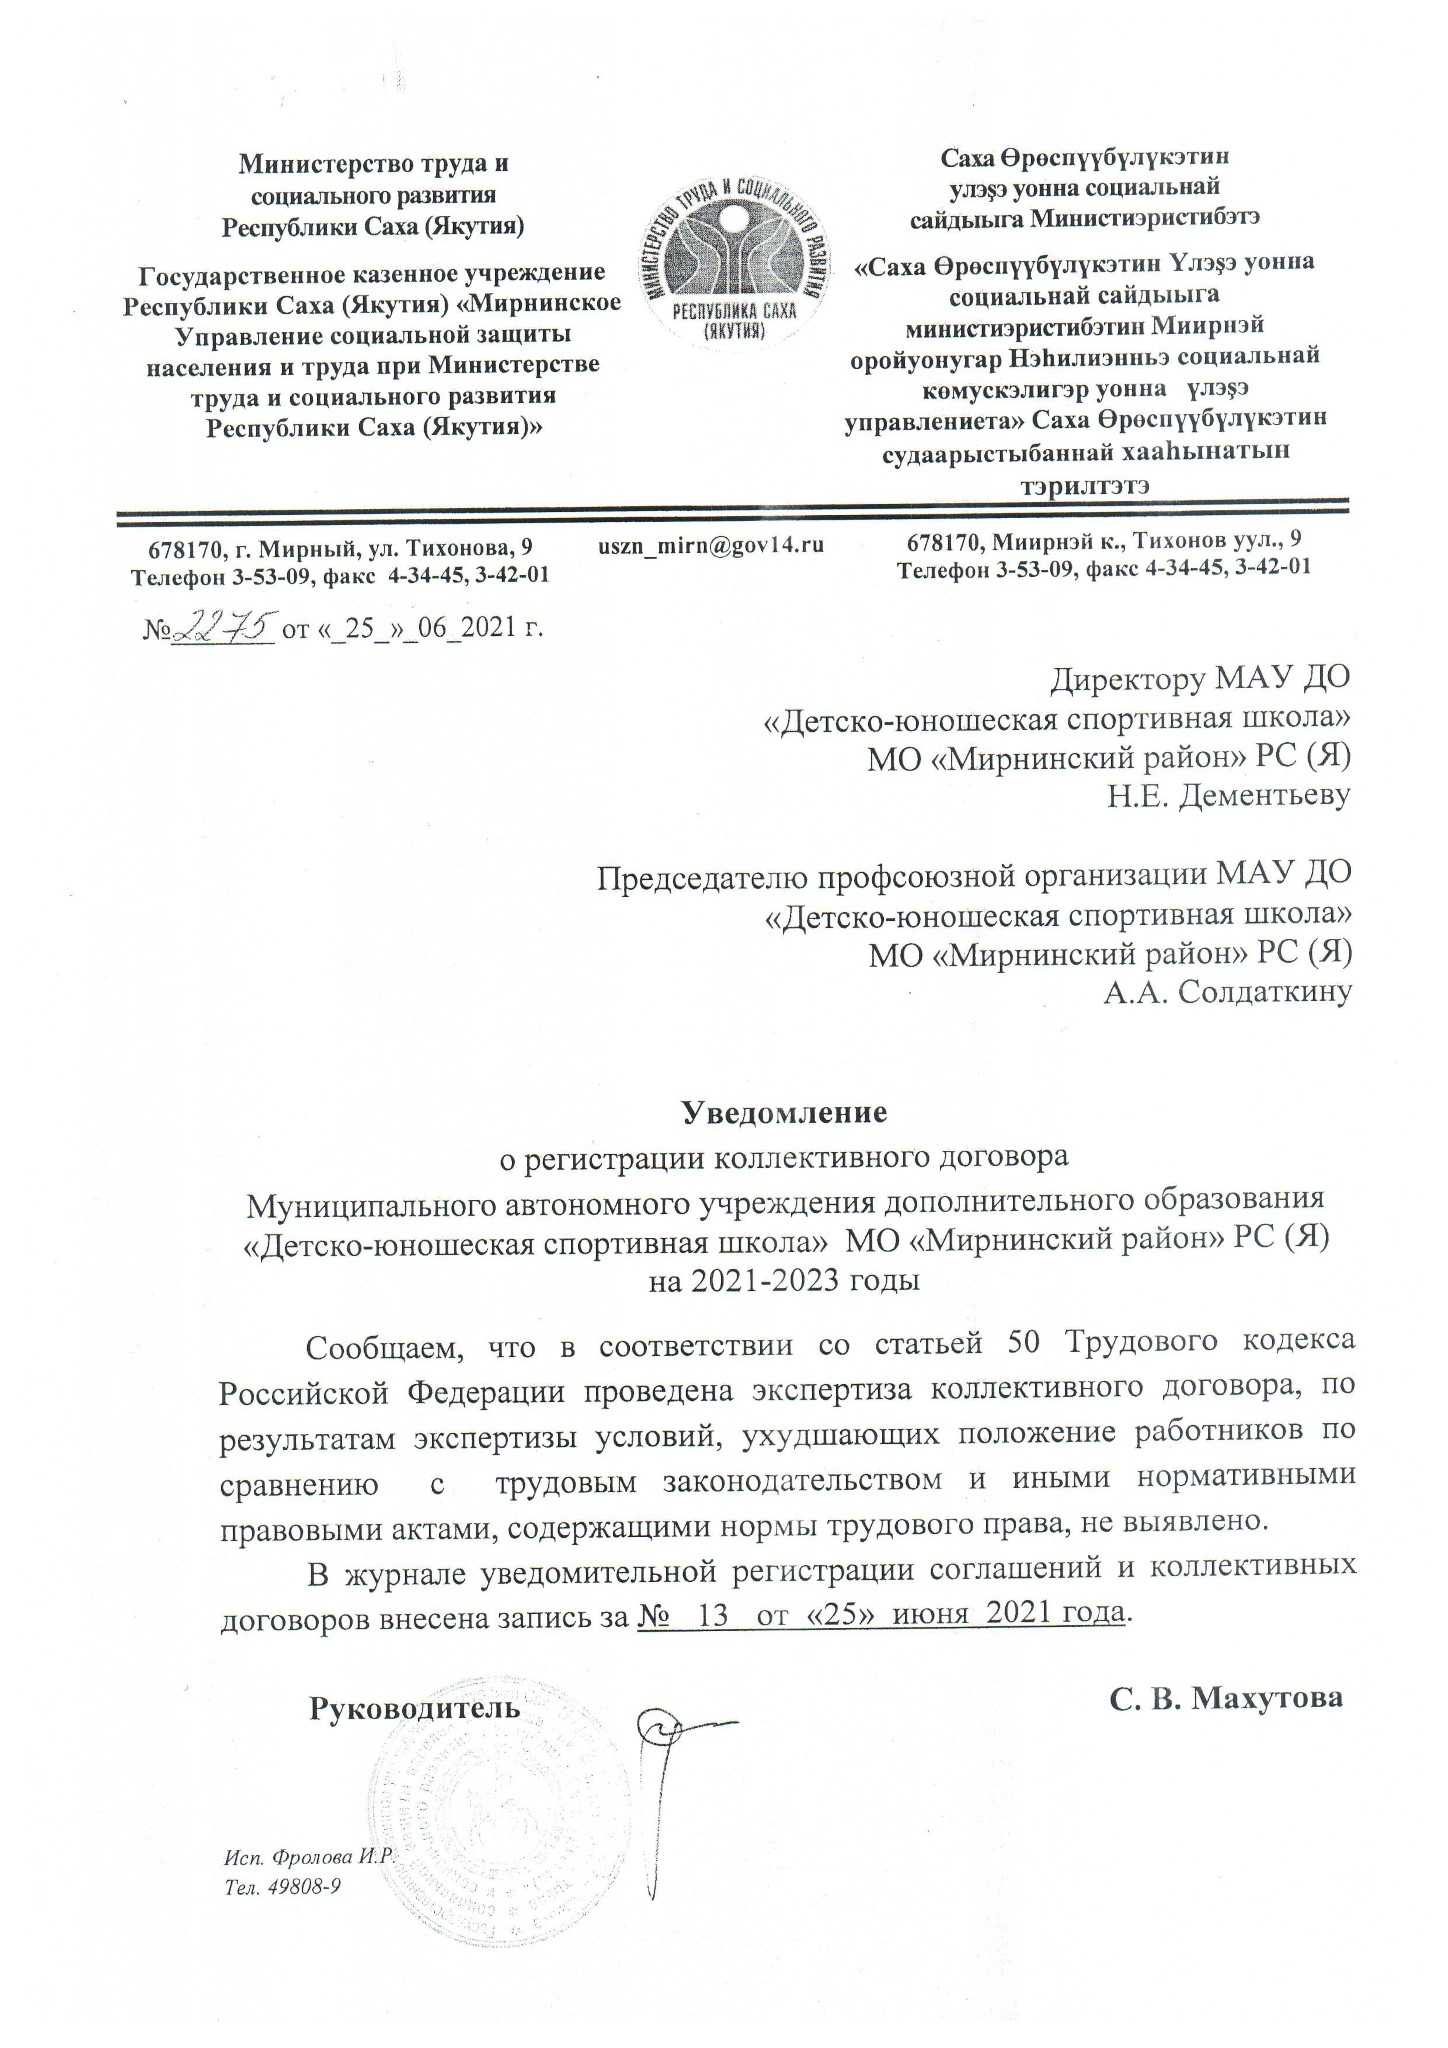 Министерство труда и
социального развития
Республики Саха (Якутия)
Государственное казенное учреждение
Республики Саха (Якутия) «Мирнинское
Управление социальной защиты
населения и труда при Министерстве
труда и социального развития
Республики Саха (Якутия)»
МИНИСТЕРСТВО ТРУДА И СОЦИАЛЬНОГО РАЗВИТИЯ
РЕСПУБЛИКА САХА
(ЯКУТИЯ)
Саха Өрөспүүбүлүкэтин
улэҕэ уонна социальнай
сайдыыга Министиэристибэтэ
«Саха Өрөспүүбүлүкэтин Үлэҕэ уонна
социальнай сайдыыга
министиэристибэтин Миирнэй
оройуонугар Нэһилиэнньэ социальнай
көмускэлигэр уонна үлэҕэ
управлениета» Саха Өрөспүүбүлүкэтин
судаарыстыбаннай хааһынатын
тэрилтэтэ
678170, г. Мирный, ул. Тихонова, 9
Телефон 3-53-09, факс 4-34-45, 3-42-01
uszn_mirn@gov14.ru
678170, Миирнэй к., Тихонов уул., 9
Телефон 3-53-09, факс 4-34-45, 3-42-01
№ 2275 от «_25_»_06_2021 г.
Директору МАУ ДО
«Детско-юношеская спортивная школа»
МО «Мирнинский район» РС (Я)
Н.Е. Дементьеву
Председателю профсоюзной организации МАУ ДО
«Детско-юношеская спортивная школа»
МО «Мирнинский район» РС (Я)
А.А. Солдаткину
Уведомление
о регистрации коллективного договора
Муниципального автономного учреждения дополнительного образования
«Детско-юношеская спортивная школа» МО «Мирнинский район» РС (Я)
на 2021-2023 годы
Сообщаем, что в соответствии со статьей 50 Трудового кодекса
Российской Федерации проведена экспертиза коллективного договора, по
результатам экспертизы условий, ухудшающих положение работников по
сравнению с трудовым законодательством и иными нормативными
правовыми актами, содержащими нормы трудового права, не выявлено.
В журнале уведомительной регистрации соглашений и коллективных
договоров внесена запись за № 13 от «25» июня 2021 года.
Руководитель
С. В. Махутова
Исп. Фролова И.Р.
Тел. 49808-9